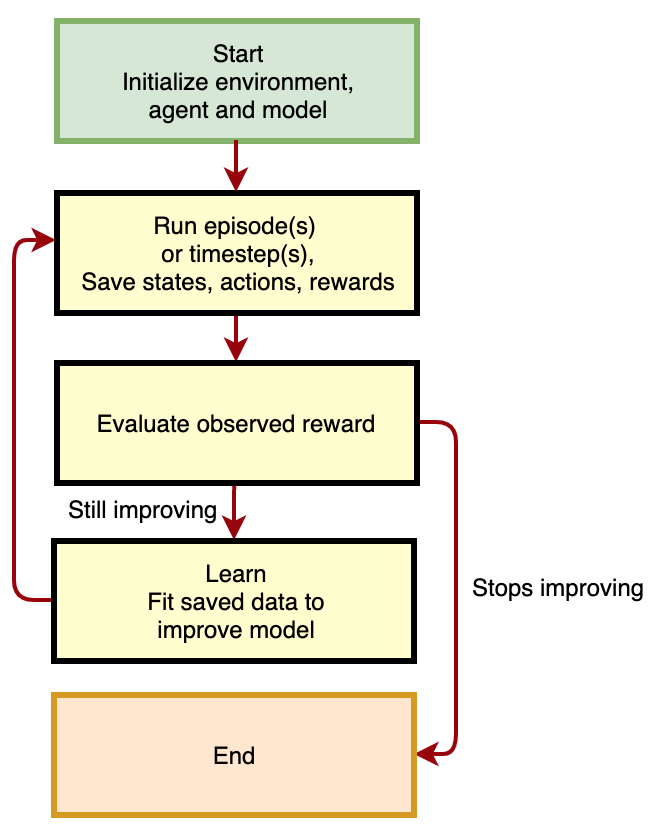 Start
Initialize environment,
agent and model
Run episode(s)
or timestep(s),
Save states, actions, rewards
Evaluate observed reward
Still improving
Learn
Fit saved data to
improve model
Stops improving
End